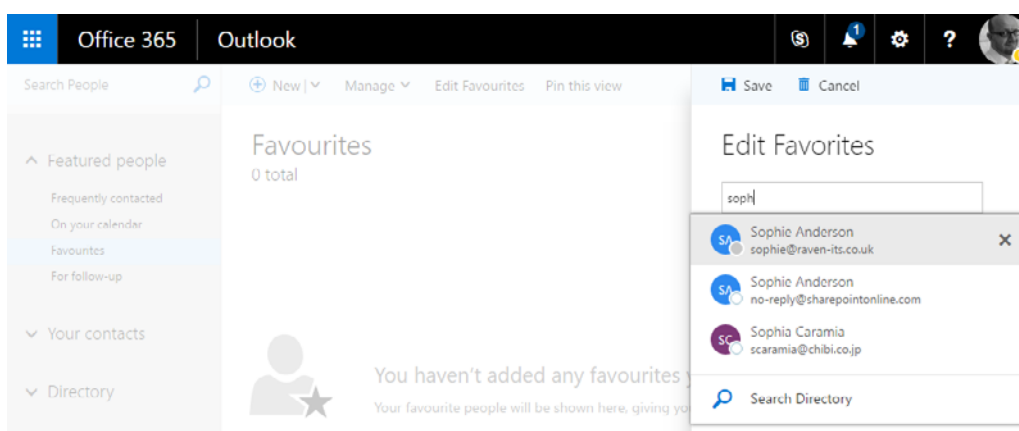 Office 365
Outlook
S
1
?
Search People
New
Manage
Edit Favourites
Pin this view
Save
Cancel
Favourites
0 total
Edit Favorites
soph
Featured people
Frequently contacted
On your calendar
Favourites
For follow-up
Your contacts
Directory
SA
Sophie Anderson
sophie@raven-its.co.uk
SA
Sophie Anderson
no-reply@sharepointonline.com
SC
Sophia Caramia
scaramia@chibi.co.jp
Search Directory
You haven't added any favourites
Your favourite people will be shown here, giving